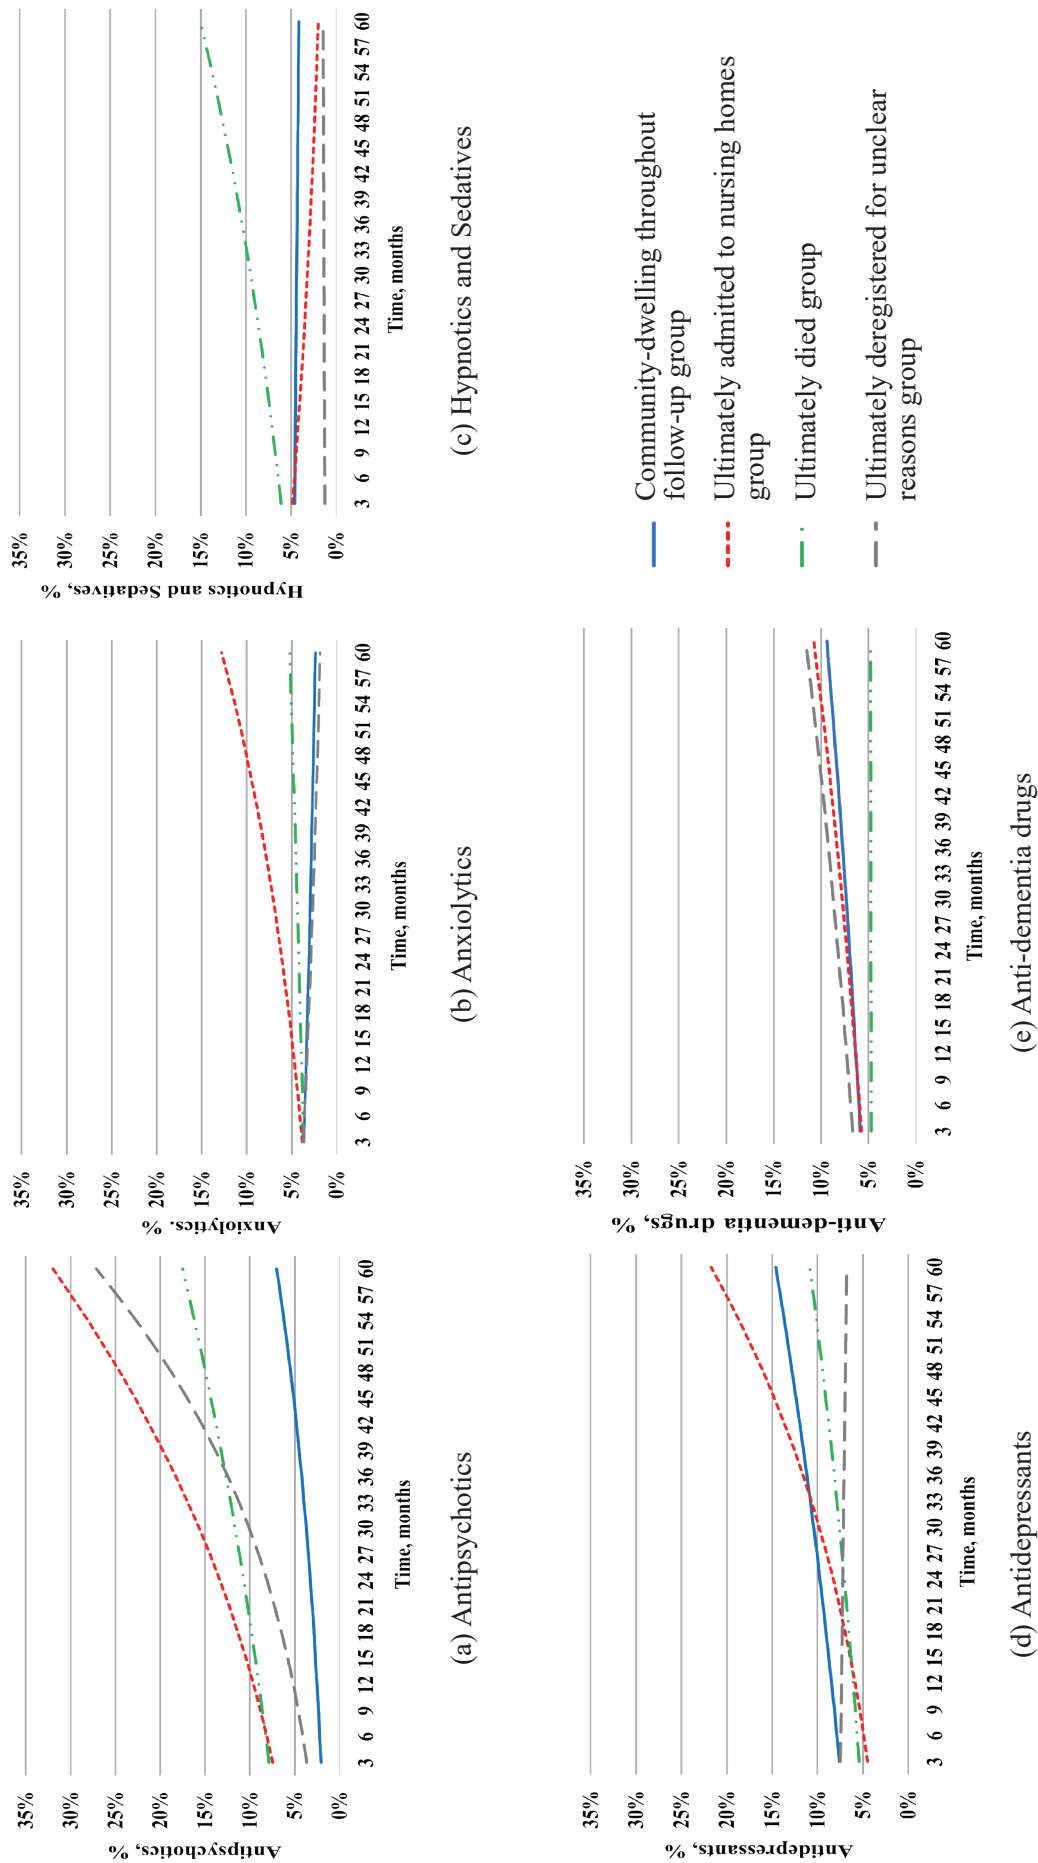 35%
30%
25%
20%
15%
10%
5%
0%
Antipsychotics, %
3 6 9 12 15 18 21 24 27 30 33 36 39 42 45 48 51 54 57 60
Time, months
(a) Antipsychotics
35%
30%
25%
20%
15%
10%
5%
0%
Anxiolytics. %
3 6 9 12 15 18 21 24 27 30 33 36 39 42 45 48 51 54 57 60
Time, months
(b) Anxiolytics
35%
30%
25%
20%
15%
10%
5%
0%
Hypnotics and Sedatives, %
3 6 9 12 15 18 21 24 27 30 33 36 39 42 45 48 51 54 57 60
Time, months
(c) Hypnotics and Sedatives
35%
30%
25%
20%
15%
10%
5%
0%
Antidepressants, %
3 6 9 12 15 18 21 24 27 30 33 36 39 42 45 48 51 54 57 60
Time, months
(d) Antidepressants
35%
30%
25%
20%
15%
10%
5%
0%
Anti-dementia drugs, %
3 6 9 12 15 18 21 24 27 30 33 36 39 42 45 48 51 54 57 60
Time, months
(e) Anti-dementia drugs
Community-dwelling throughout
follow-up group
Ultimately admitted to nursing homes
group
Ultimately died group
Ultimately deregistered for unclear
reasons group